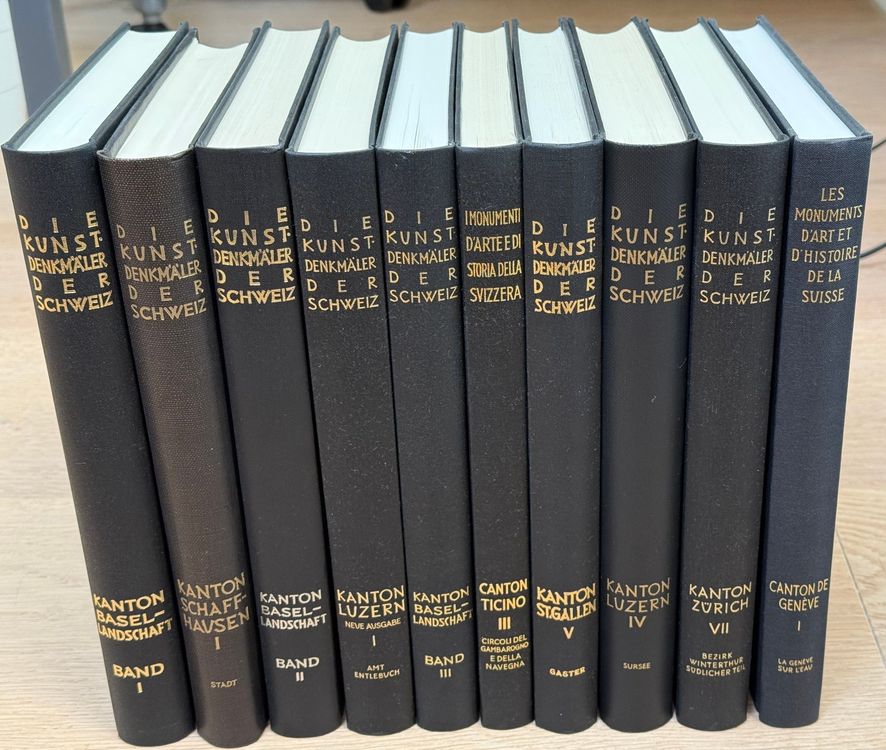 DIE
KUNST-
DENKMÄLER
DER
SCHWEIZ
KANTON
BASEL-
LANDSCHAFT
BAND
I
DIE
KUNST-
DENKMÄLER
DER
SCHWEIZ
KANTON
SCHAFF-
HAUSEN
I
STADT
DIE
KUNST-
DENKMÄLER
DER
SCHWEIZ
KANTON
BASEL-
LANDSCHAFT
BAND
II
DIE
KUNST-
DENKMÄLER
DER
SCHWEIZ
KANTON
LUZERN
NEUE AUSGABE
I
AMT
ENTLEBUCH
DIE
KUNST-
DENKMÄLER
DER
SCHWEIZ
KANTON
BASEL-
LANDSCHAFT
BAND
III
I MONUMENTI
D'ARTE E DI
STORIA DELLA
SVIZZERA
CANTON
TICINO
III
CIRCOLI DEL
GAMBAROGNO
E DELLA
NAVEGNA
DIE
KUNST-
DENKMÄLER
DER
SCHWEIZ
KANTON
ST.GALLEN
V
GASTER
DIE
KUNST-
DENKMÄLER
DER
SCHWEIZ
KANTON
LUZERN
IV
SURSEE
DIE
KUNST-
DENKMÄLER
DER
SCHWEIZ
KANTON
ZÜRICH
VII
BEZIRK
WINTERTHUR
SÜDLICHER TEIL
LES
MONUMENTS
D'ART ET
D'HISTOIRE
DE LA
SUISSE
CANTON DE
GENÈVE
I
LA GENÈVE
SUR L'EAU